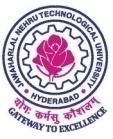 JAWAHARLAL NEHRU TECHNOLOGICAL UNIVERSITY
HYDERABAD
योगः कर्मसु कौशलम्
GATEWAY TO EXCELLENCE